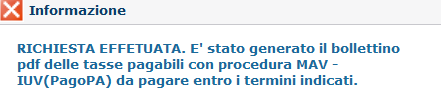 Informazione
RICHIESTA EFFETUATA. E' stato generato il bollettino
pdf delle tasse pagabili con procedura MAV -
IUV(PagoPA) da pagare entro i termini indicati.